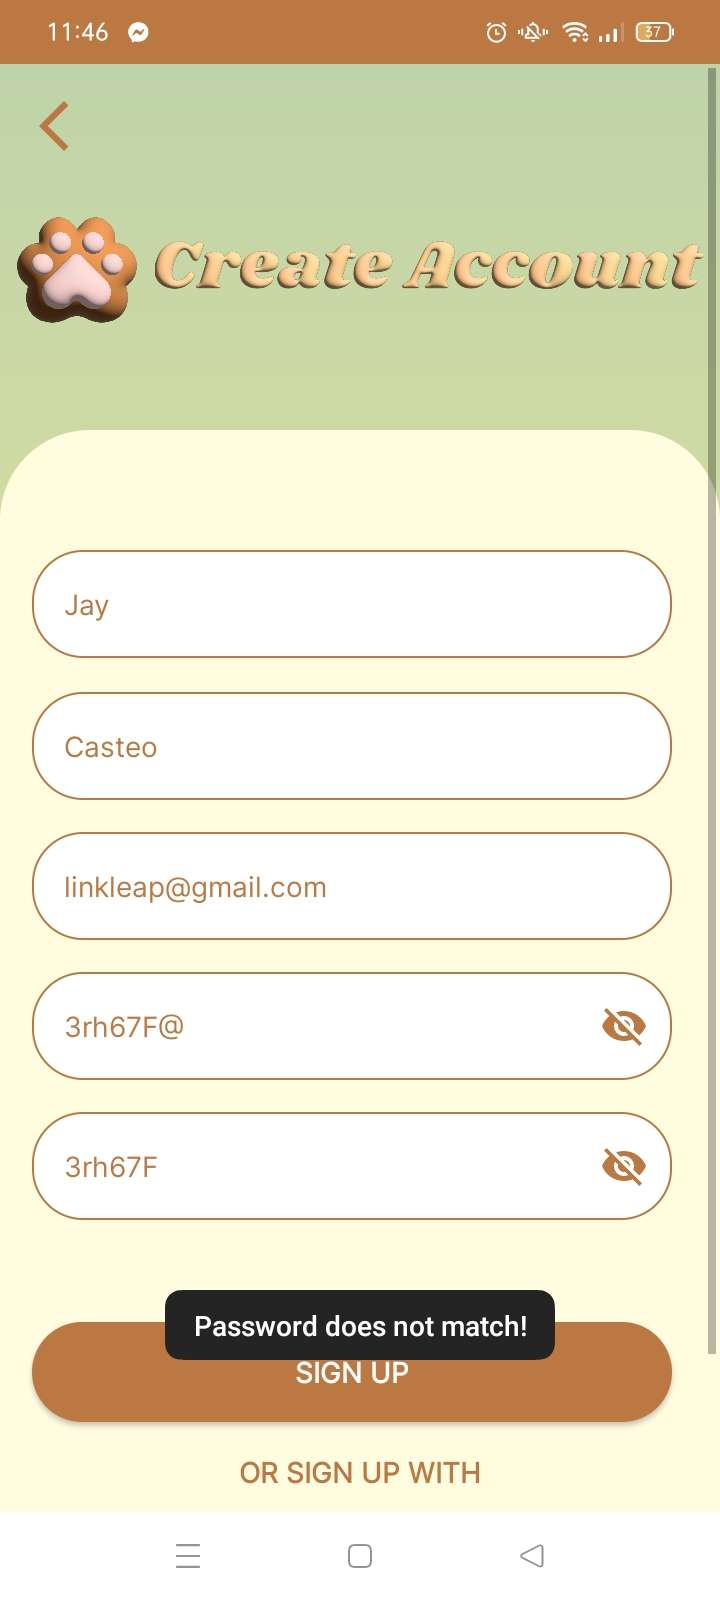 11:46
37
Create Account
Jay
Casteo
linkleap@gmail.com
3rh67F@
3rh67F
Password does not match!
SIGN UP
OR SIGN UP WITH